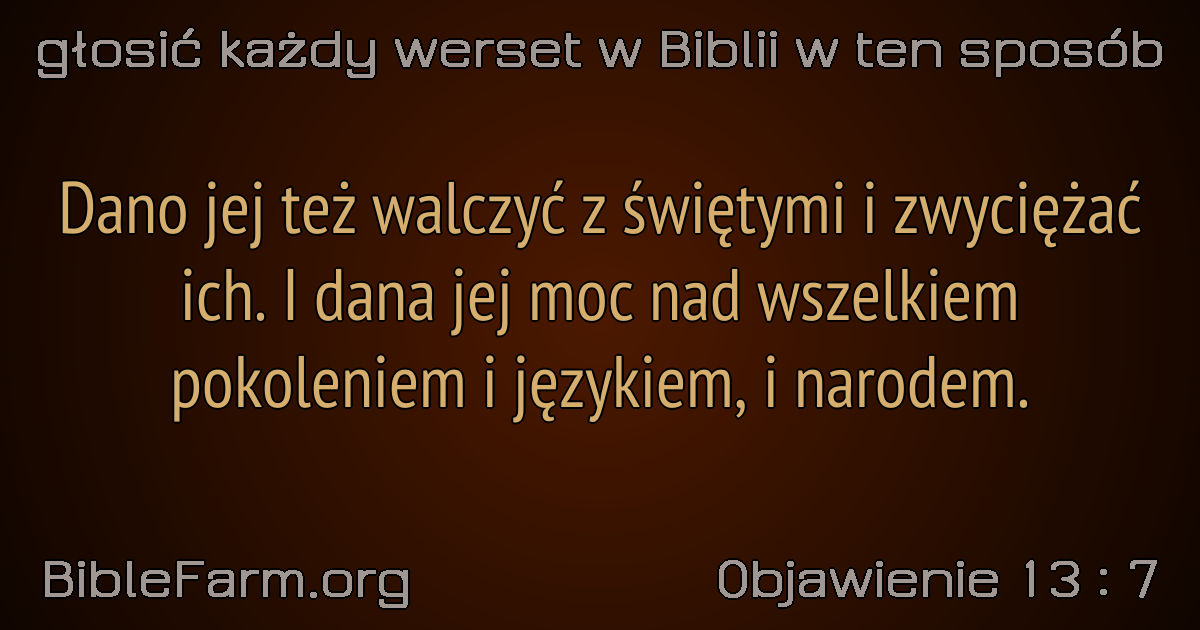 głosić każdy werset w Biblii w ten sposób
Dano jej też walczyć z świętymi i zwyciężać
ich. I dana jej moc nad wszelkiem
pokoleniem i językiem, i narodem.
BibleFarm.org
Objawienie 13 : 7